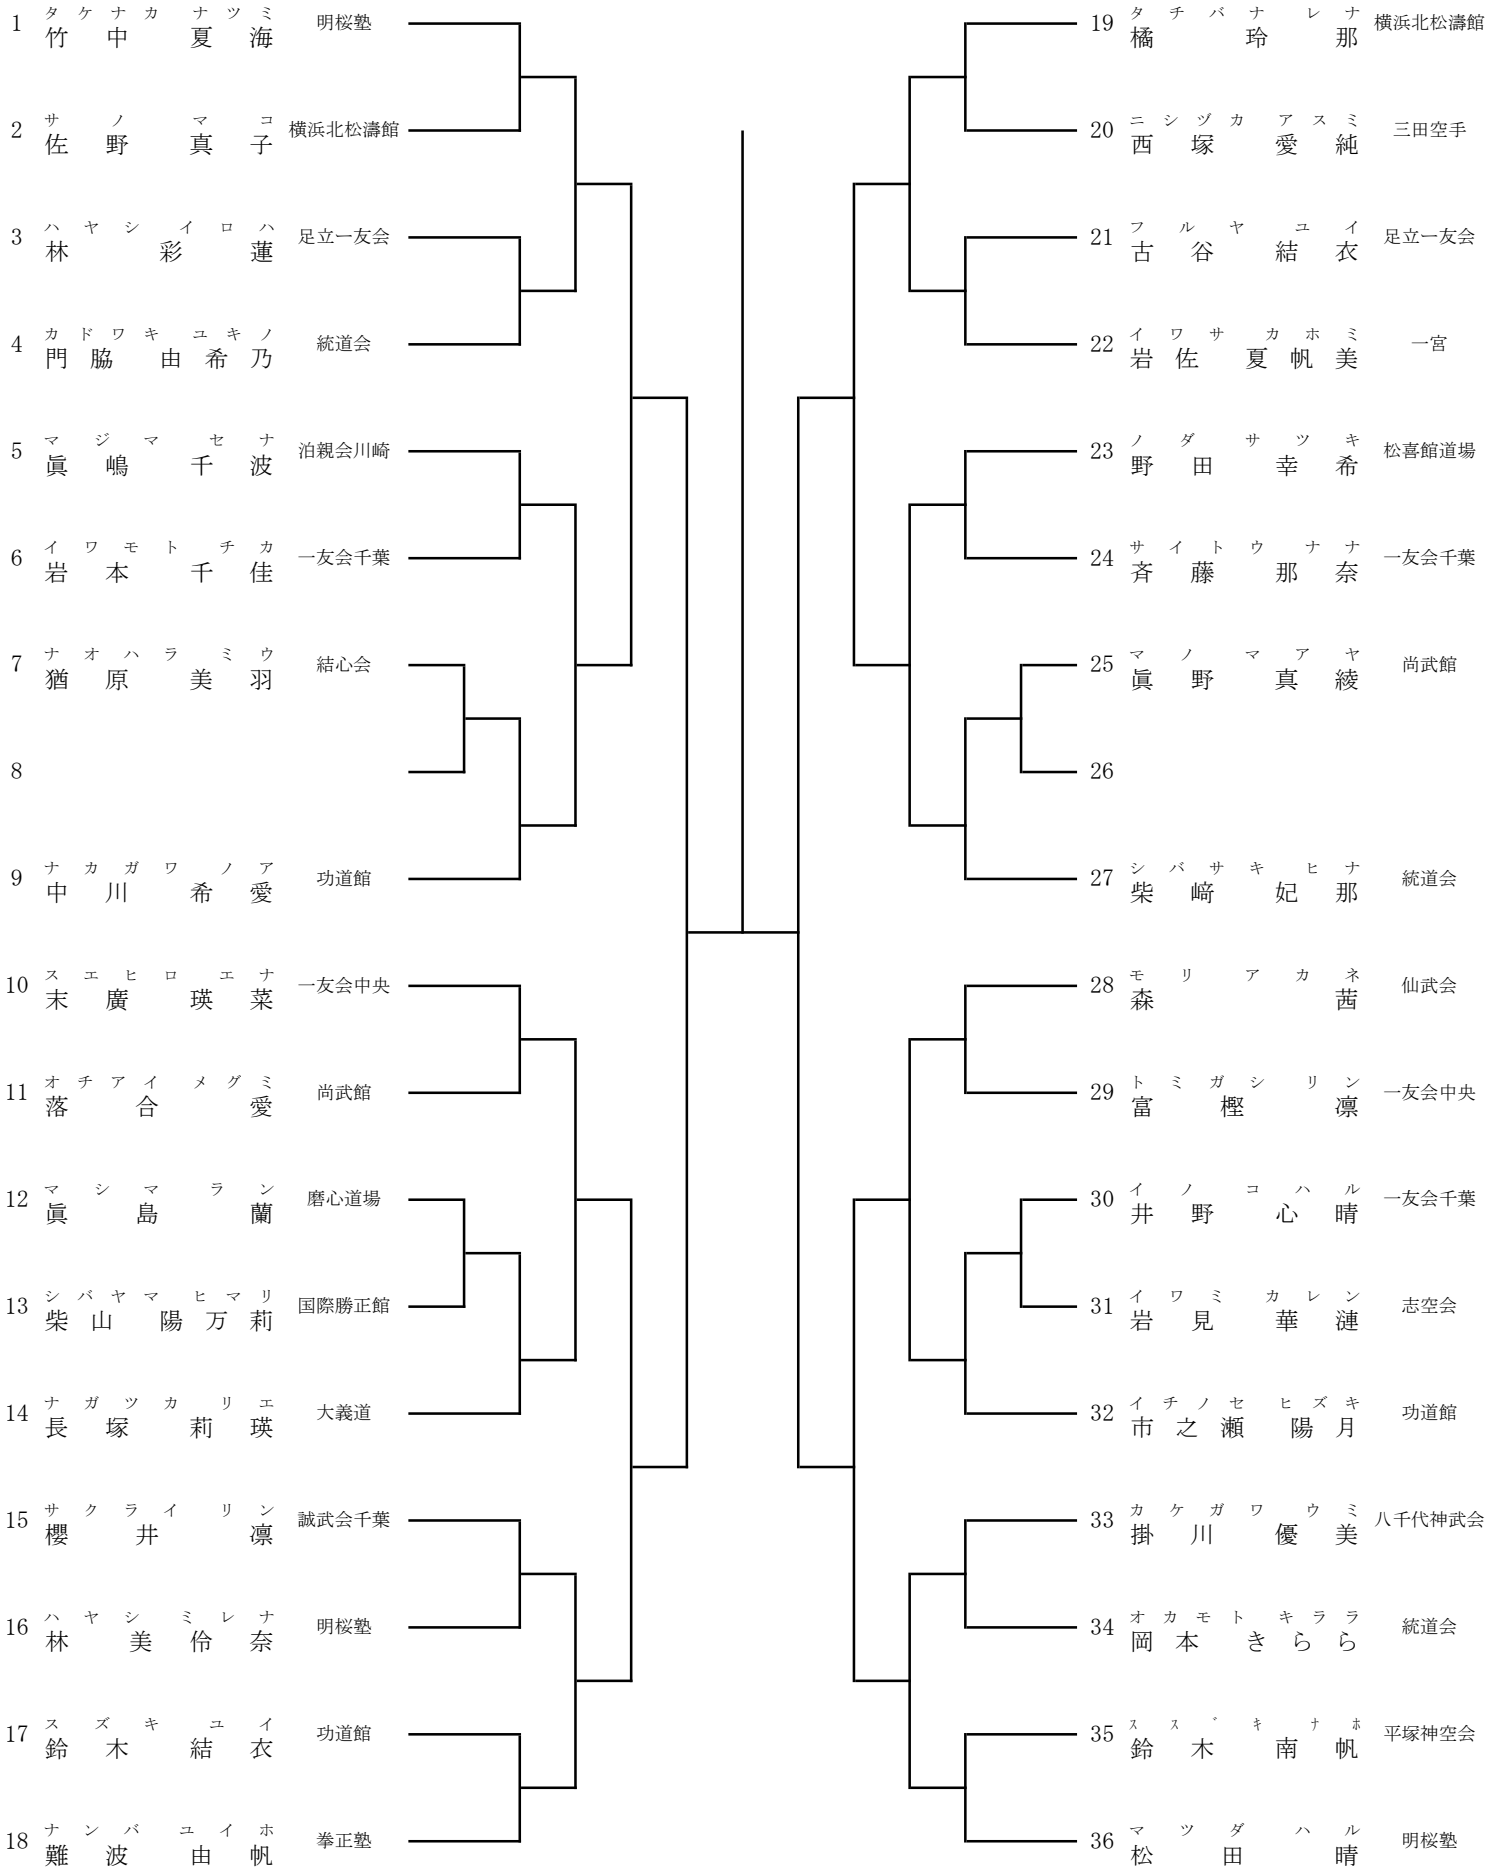 タケナカ ナツミ
1 竹中 夏海 明桜塾
サノ マコ
2 佐野 真子 横浜北松濤館
ハヤシ イロハ
3 林 彩蓮 足立一友会
カドワキ ユキノ
4 門脇 由希乃 統道会
マジマ セナ
5 眞嶋 千波 泊親会川崎
イワモト チカ
6 岩本 千佳 一友会千葉
ナオハラ ミウ
7 猶原 美羽 結心会
8
ナカガワ ノア
9 中川 希愛 功道館
スエヒロ エナ
10 末廣 瑛菜 一友会中央
オチアイ メグミ
11 落合 愛 尚武館
マシマ ラン
12 眞島 蘭 磨心道場
シバヤマ ヒマリ
13 柴山 陽万莉 国際勝正館
ナガツカ リエ
14 長塚 莉瑛 大義道
サクライ リン
15 櫻井 凛 誠武会千葉
ハヤシ ミレナ
16 林 美伶奈 明桜塾
スズキ ユイ
17 鈴木 結衣 功道館
ナンバ ユイホ
18 難波 由帆 拳正塾
タチバナ レナ
19 橘 玲那 横浜北松濤館
ニシヅカ アスミ
20 西塚 愛純 三田空手
フルヤ ユイ
21 古谷 結衣 足立一友会
イワサ カホミ
22 岩佐 夏帆美 一宮
ノダ サツキ
23 野田 幸希 松喜館道場
サイトウ ナナ
24 斉藤 那奈 一友会千葉
マノ マアヤ
25 眞野 真綾 尚武館
26
シバサキ ヒナ
27 柴﨑 妃那 統道会
モリ アカネ
28 森 茜 仙武会
トミガシ リン
29 富樫 凛 一友会中央
イノ コハル
30 井野 心晴 一友会千葉
イワミ カレン
31 岩見 華漣 志空会
イチノセ ヒズキ
32 市之瀬 陽月 功道館
カケガワ ウミ
33 掛川 優美 八千代神武会
オカモト キララ
34 岡本 きらら 統道会
ｽｽﾞｷ ﾅﾎ
35 鈴木 南帆 平塚神空会
マツダ ハル
36 松田 晴 明桜塾